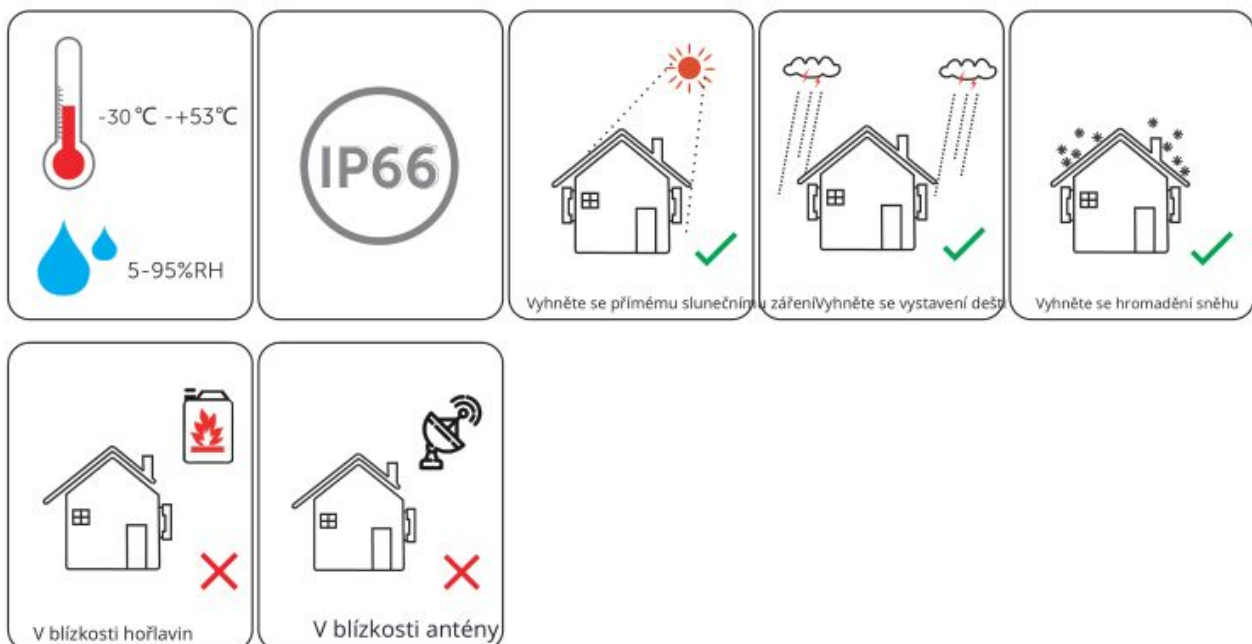 -30℃ -+53℃
5-95%RH
IP66
Vyhněte se přímému slunečnímu záření
Vyhněte se vystavení dešti
Vyhněte se hromadění sněhu
V blízkosti hořlavin
V blízkosti antény